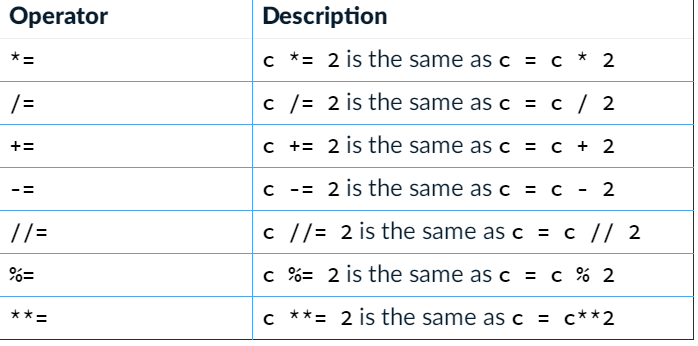 Operator Description
*= c *= 2 is the same as c = c * 2
/= c /= 2 is the same as c = c / 2
+= c += 2 is the same as c = c + 2
-= c -= 2 is the same as c = c - 2
//= c //= 2 is the same as c = c // 2
%= c %= 2 is the same as c = c % 2
**= c **= 2 is the same as c = c**2